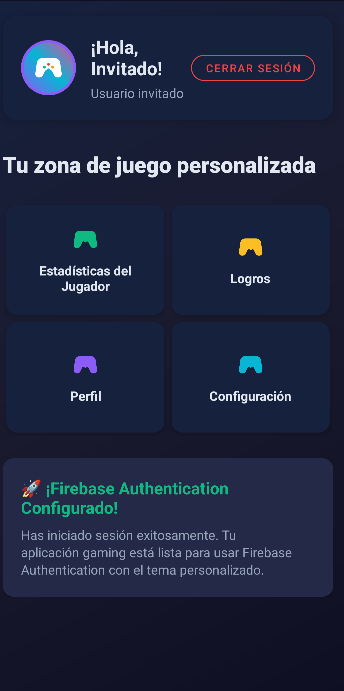 ¡Hola,
Invitado!
Usuario invitado
CERRAR SESIÓN
Tu zona de juego personalizada
Estadísticas del
Jugador
Logros
Perfil
Configuración
🚀 ¡Firebase Authentication
Configurado!
Has iniciado sesión exitosamente. Tu
aplicación gaming está lista para usar Firebase
Authentication con el tema personalizado.